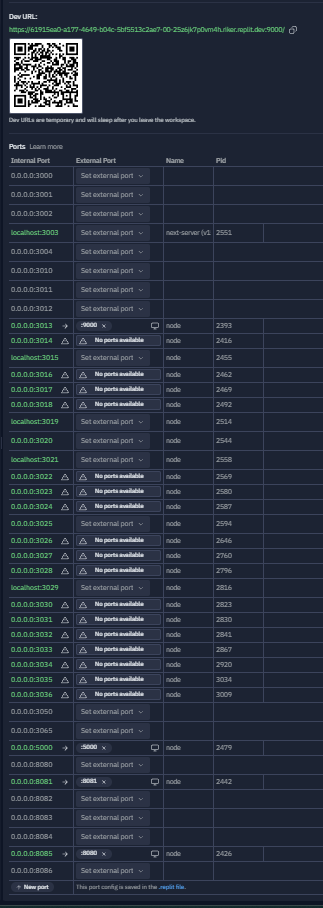 Dev URL:
https://61915ea0-a177-4649-b04c-5bf5513c2ae7-00-25z6jk7p0vm4h.riker.replit.dev:9000/
Dev URLs are temporary and will sleep after you leave the workspace.
Ports Learn more
Internal Port External Port Name Pid
0.0.0.0:3000 Set external port
0.0.0.0:3001 Set external port
0.0.0.0:3002 Set external port
localhost:3003 Set external port next-server (v1 2551
0.0.0.0:3004 Set external port
0.0.0.0:3010 Set external port
0.0.0.0:3011 Set external port
0.0.0.0:3012 Set external port
0.0.0.0:3013 → :9000 × node 2393
0.0.0.0:3014 No ports available node 2416
localhost:3015 Set external port node 2455
0.0.0.0:3016 No ports available node 2462
0.0.0.0:3017 No ports available node 2469
0.0.0.0:3018 No ports available node 2492
localhost:3019 Set external port node 2514
0.0.0.0:3020 Set external port node 2544
localhost:3021 Set external port node 2558
0.0.0.0:3022 No ports available node 2569
0.0.0.0:3023 No ports available node 2580
0.0.0.0:3024 No ports available node 2587
0.0.0.0:3025 Set external port node 2594
0.0.0.0:3026 No ports available node 2646
0.0.0.0:3027 No ports available node 2760
0.0.0.0:3028 No ports available node 2796
localhost:3029 Set external port node 2816
0.0.0.0:3030 No ports available node 2823
0.0.0.0:3031 No ports available node 2830
0.0.0.0:3032 No ports available node 2841
0.0.0.0:3033 No ports available node 2867
0.0.0.0:3034 No ports available node 2920
0.0.0.0:3035 No ports available node 3034
0.0.0.0:3036 No ports available node 3009
0.0.0.0:3050 Set external port
0.0.0.0:3065 Set external port
0.0.0.0:5000 → :5000 × node 2479
0.0.0.0:8080 Set external port
0.0.0.0:8081 → :8081 × node 2442
0.0.0.0:8082 Set external port
0.0.0.0:8083 Set external port
0.0.0.0:8084 Set external port
0.0.0.0:8085 → :8080 × node 2426
0.0.0.0:8086 Set external port
+ New port This port config is saved in the .replit file.